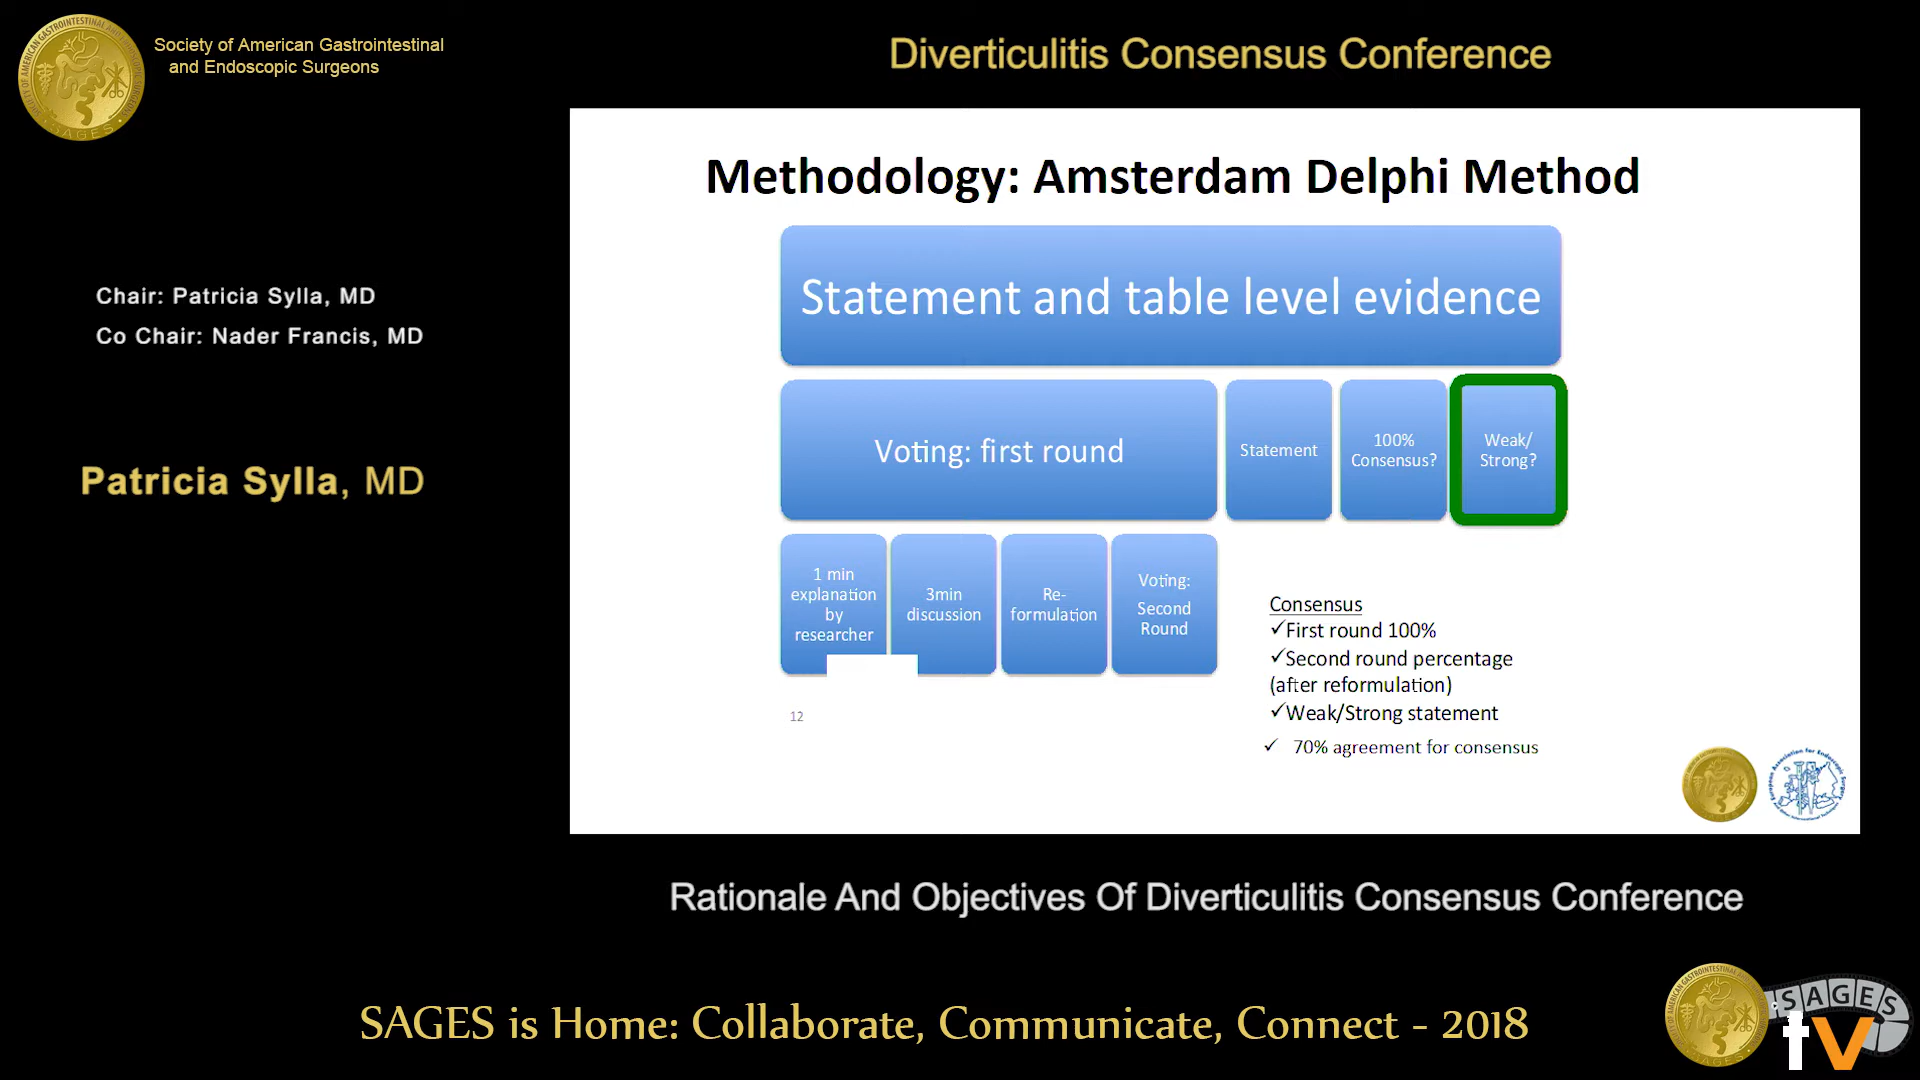 Society of American Gastrointestinal
and Endoscopic Surgeons
Diverticulitis Consensus Conference
Chair: Patricia Sylla, MD
Co Chair: Nader Francis, MD
Patricia Sylla, MD
Methodology: Amsterdam Delphi Method
Statement and table level evidence
Voting: first round
Statement
100%
Consensus?
Weak/
Strong?
1 min
explanation
by
researcher
3min
discussion
Re-
formulation
Voting:
Second
Round
Consensus
✓First round 100%
✓Second round percentage
(after reformulation)
✓Weak/Strong statement
✓ 70% agreement for consensus
12
Rationale And Objectives Of Diverticulitis Consensus Conference
SAGES is Home: Collaborate, Communicate, Connect - 2018
SAGES
tv